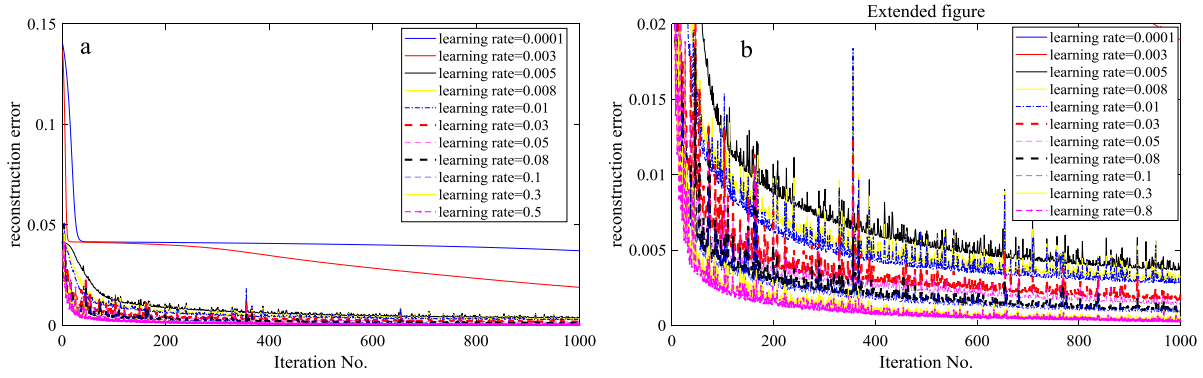 a
0.15
0.1
0.05
0
reconstruction error
0 200 400 600 800 1000
Iteration No.
learning rate=0.0001
learning rate=0.003
learning rate=0.005
learning rate=0.008
learning rate=0.01
learning rate=0.03
learning rate=0.05
learning rate=0.08
learning rate=0.1
learning rate=0.3
learning rate=0.5
Extended figure
b
0.02
0.015
0.01
0.005
0
reconstruction error
0 200 400 600 800 1000
Iteration No.
learning rate=0.0001
learning rate=0.003
learning rate=0.005
learning rate=0.008
learning rate=0.01
learning rate=0.03
learning rate=0.05
learning rate=0.08
learning rate=0.1
learning rate=0.3
learning rate=0.8